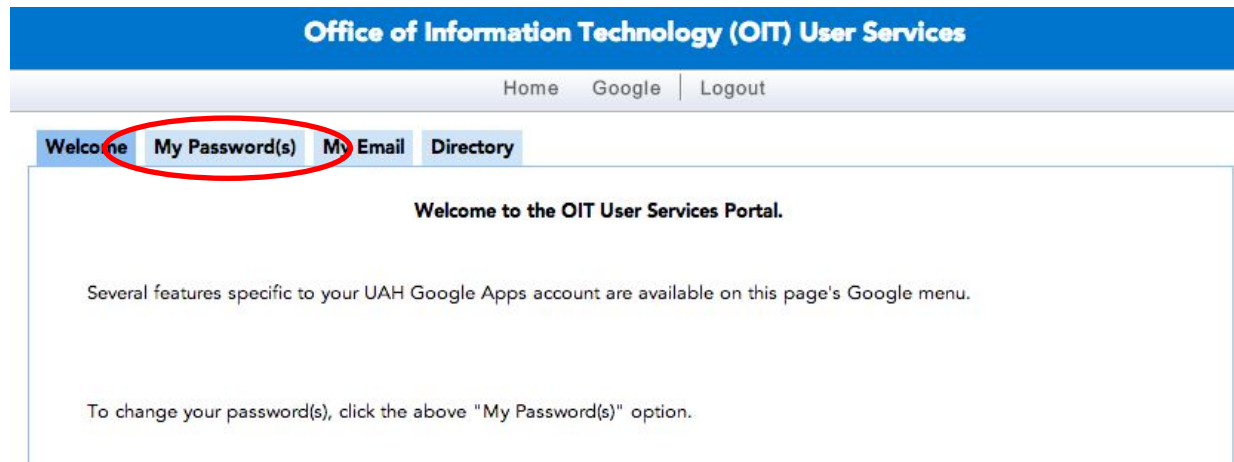 Office of Information Technology (OIT) User Services
Home Google Logout
Welcome My Password(s) My Email Directory
Welcome to the OIT User Services Portal.
Several features specific to your UAH Google Apps account are available on this page's Google menu.
To change your password(s), click the above "My Password(s)" option.